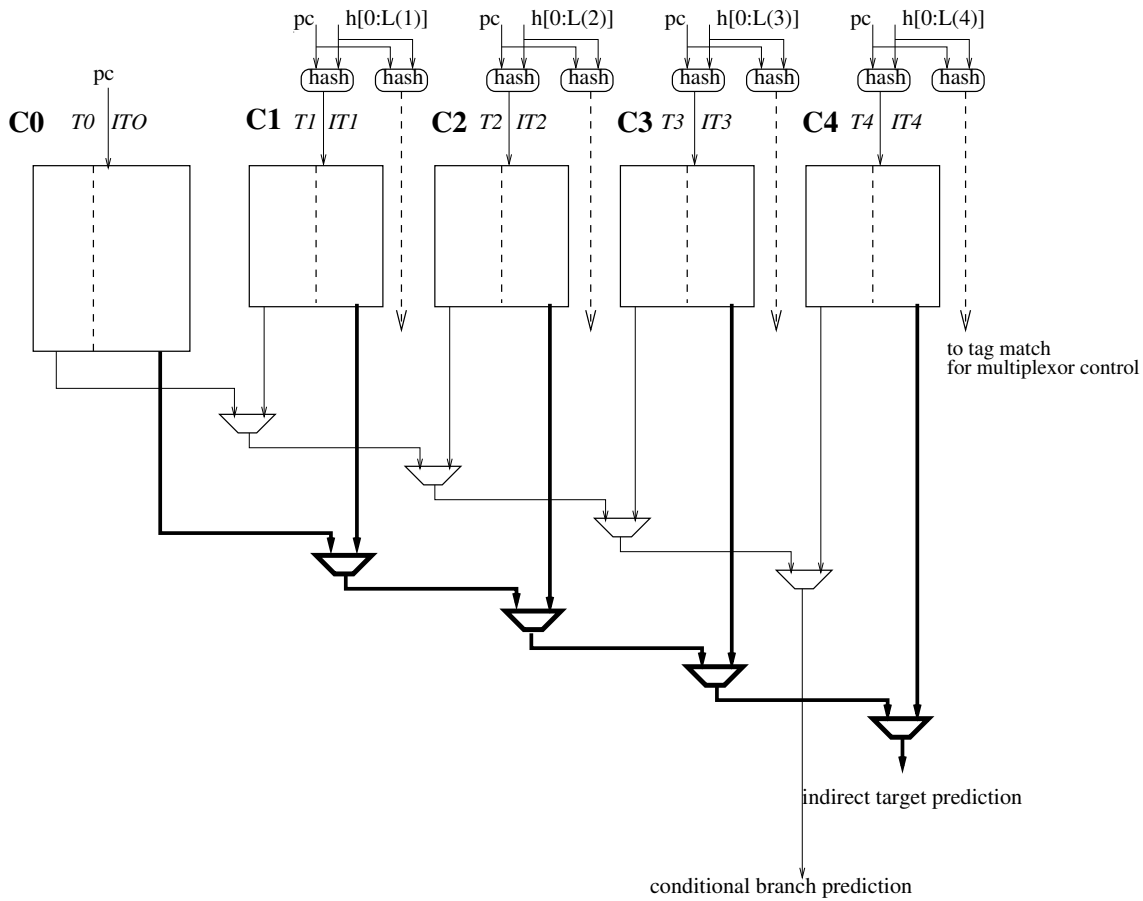 pc h[0:L(1)] pc h[0:L(2)] pc h[0:L(3)] pc h[0:L(4)]
pc hash hash hash hash hash hash hash hash
C0 T0 ITO C1 T1 IT1 C2 T2 IT2 C3 T3 IT3 C4 T4 IT4
to tag match
for multiplexor control
indirect target prediction
conditional branch prediction